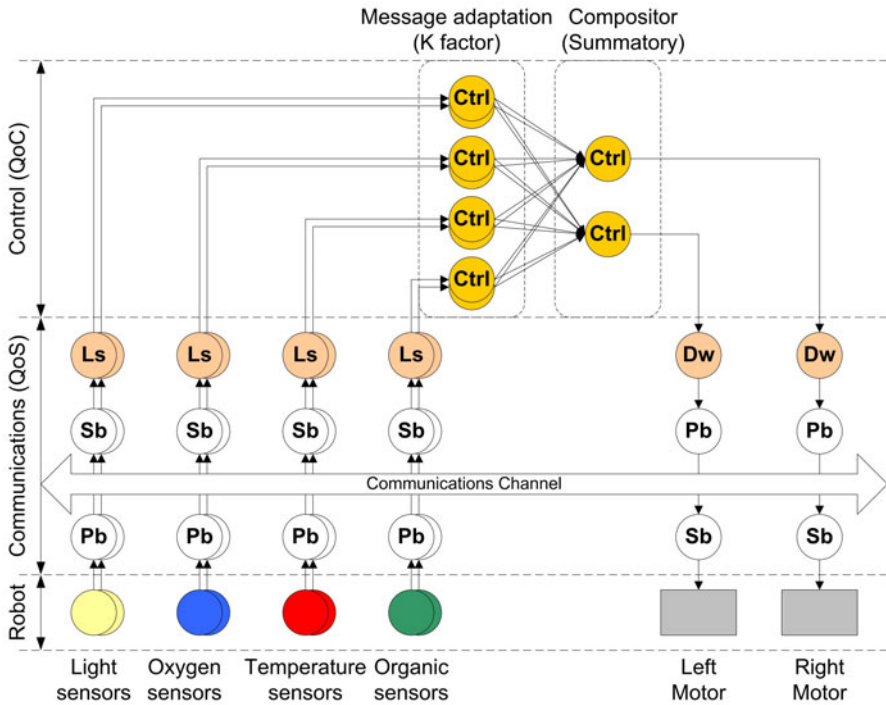 Message adaptation
(K factor)
Compositor
(Summatory)
Control (QoC)
Ctrl
Ctrl
Ctrl
Ctrl
Ctrl
Ctrl
Communications (QoS)
Ls
Ls
Ls
Ls
Dw
Dw
Sb
Sb
Sb
Sb
Pb
Pb
Communications Channel
Pb
Pb
Pb
Pb
Sb
Sb
Robot
Light
sensors
Oxygen
sensors
Temperature
sensors
Organic
sensors
Left
Motor
Right
Motor